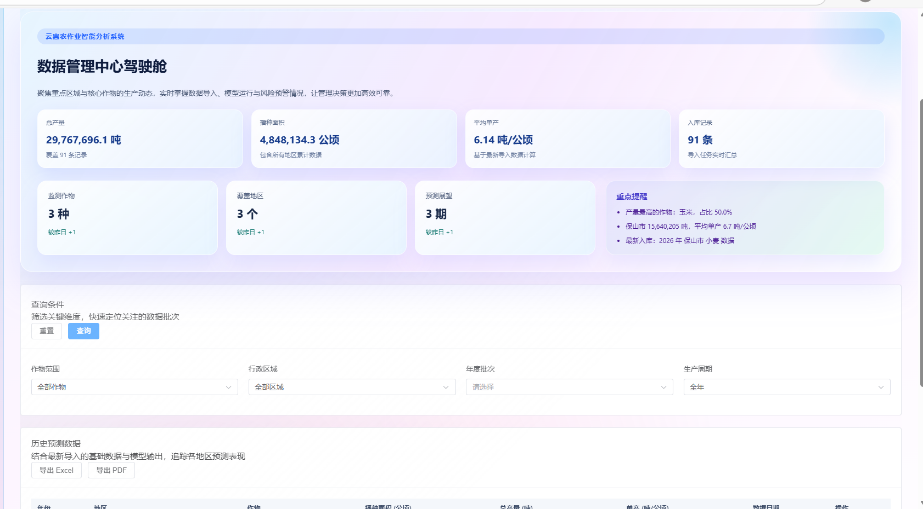 云南农作业智能分析系统
数据管理中心驾驶舱
聚焦重点区域与核心作物的生产动态，实时掌握数据导入、模型运行与风险预警情况，让管理决策更加高效可靠。
总产量
29,767,696.1 吨
覆盖 91 条记录
播种面积
4,848,134.3 公顷
包含所有地区累计数据
平均单产
6.14 吨/公顷
基于最新导入数据计算
入库记录
91 条
导入任务实时汇总
监测作物
3 种
较昨日 +1
覆盖地区
3 个
较昨日 +1
预测展望
3 期
较昨日 +1
重点提醒
产量最高的作物：玉米，占比 50.0%
保山市 15,640,205 吨，平均单产 6.7 吨/公顷
最新入库：2026 年 保山市 小麦 数据
查询条件
筛选关键维度，快速定位关注的数据批次
重置 查询
作物范围 行政区域 年度批次 生产周期
全部作物 全部区域 请选择 全年
历史预测数据
结合最新导入的基础数据与模型输出，追踪各地区预测表现
导出 Excel 导出 PDF
年份 地区 作物 播种面积 (公顷) 总产量 (吨) 单产 (吨/公顷) 数据日期 操作